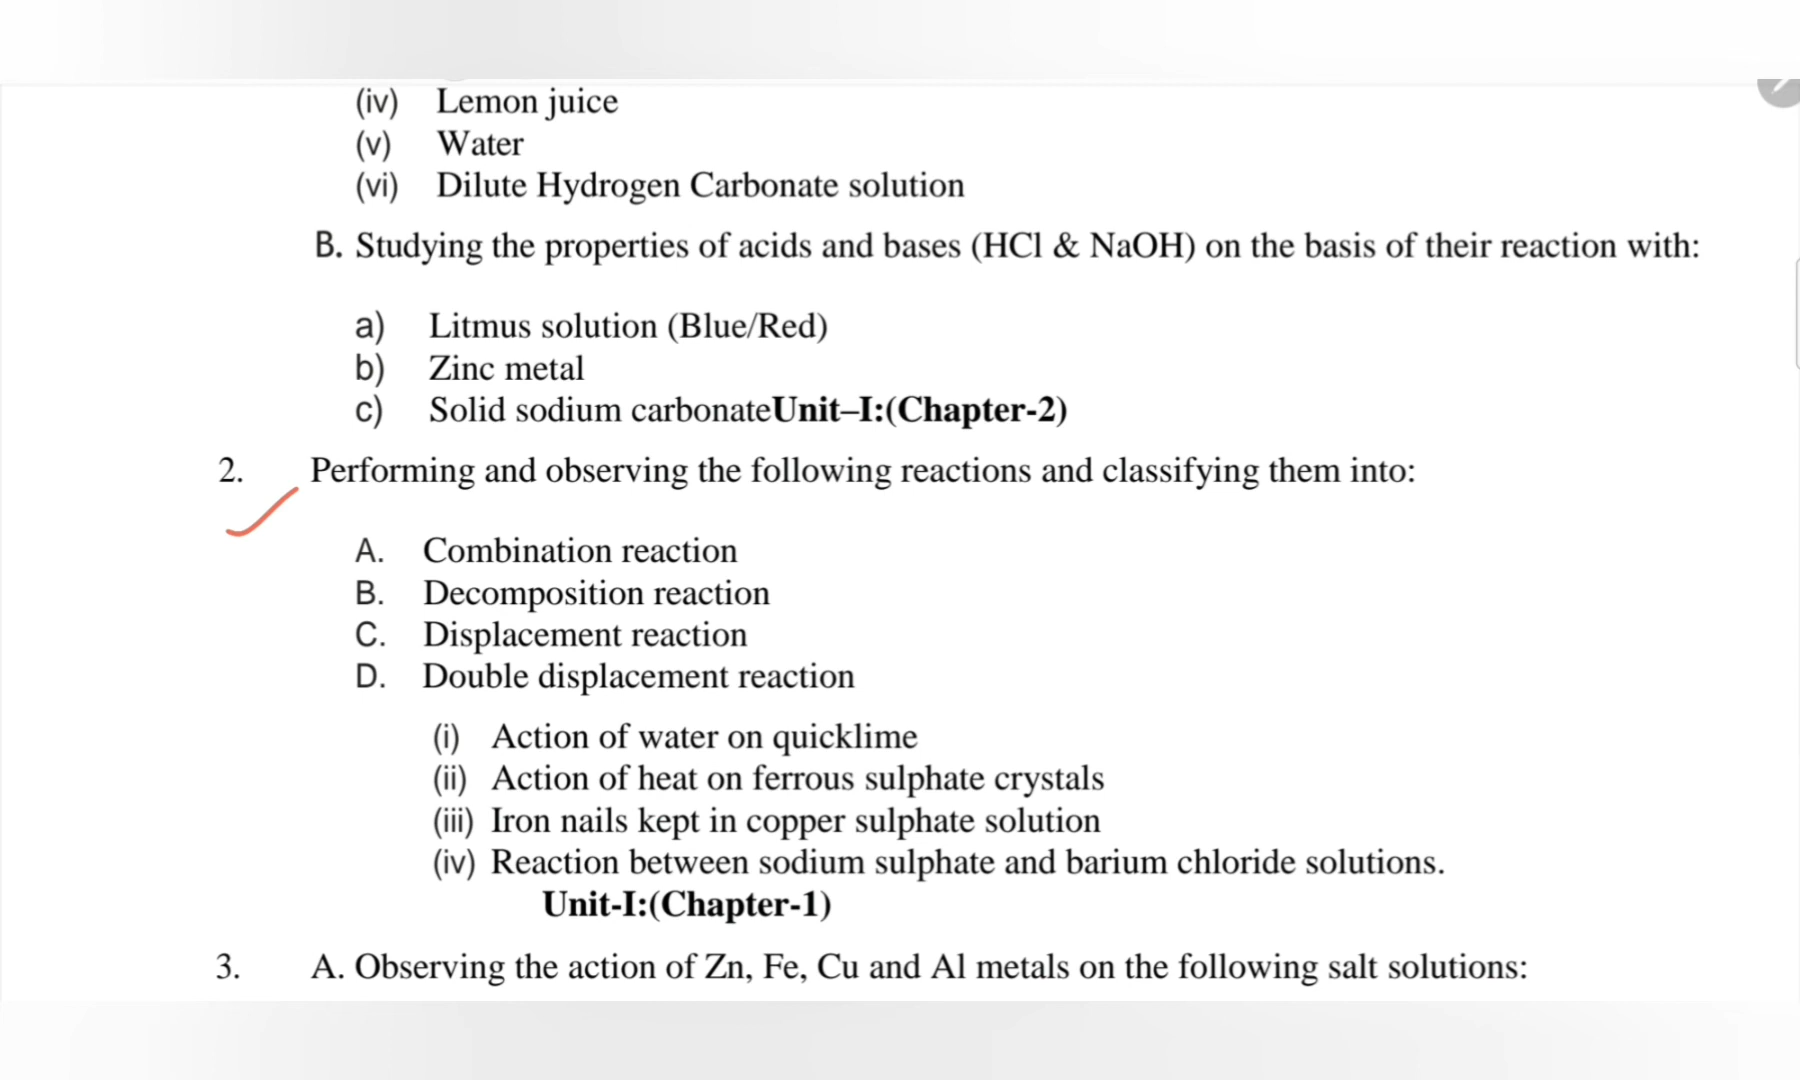 (iv) Lemon juice
(v) Water
(vi) Dilute Hydrogen Carbonate solution
B. Studying the properties of acids and bases (HCl & NaOH) on the basis of their reaction with:
a) Litmus solution (Blue/Red)
b) Zinc metal
c) Solid sodium carbonateUnit–I:(Chapter-2)
2. Performing and observing the following reactions and classifying them into:
A. Combination reaction
B. Decomposition reaction
C. Displacement reaction
D. Double displacement reaction
(i) Action of water on quicklime
(ii) Action of heat on ferrous sulphate crystals
(iii) Iron nails kept in copper sulphate solution
(iv) Reaction between sodium sulphate and barium chloride solutions.
Unit-I:(Chapter-1)
3. A. Observing the action of Zn, Fe, Cu and Al metals on the following salt solutions: